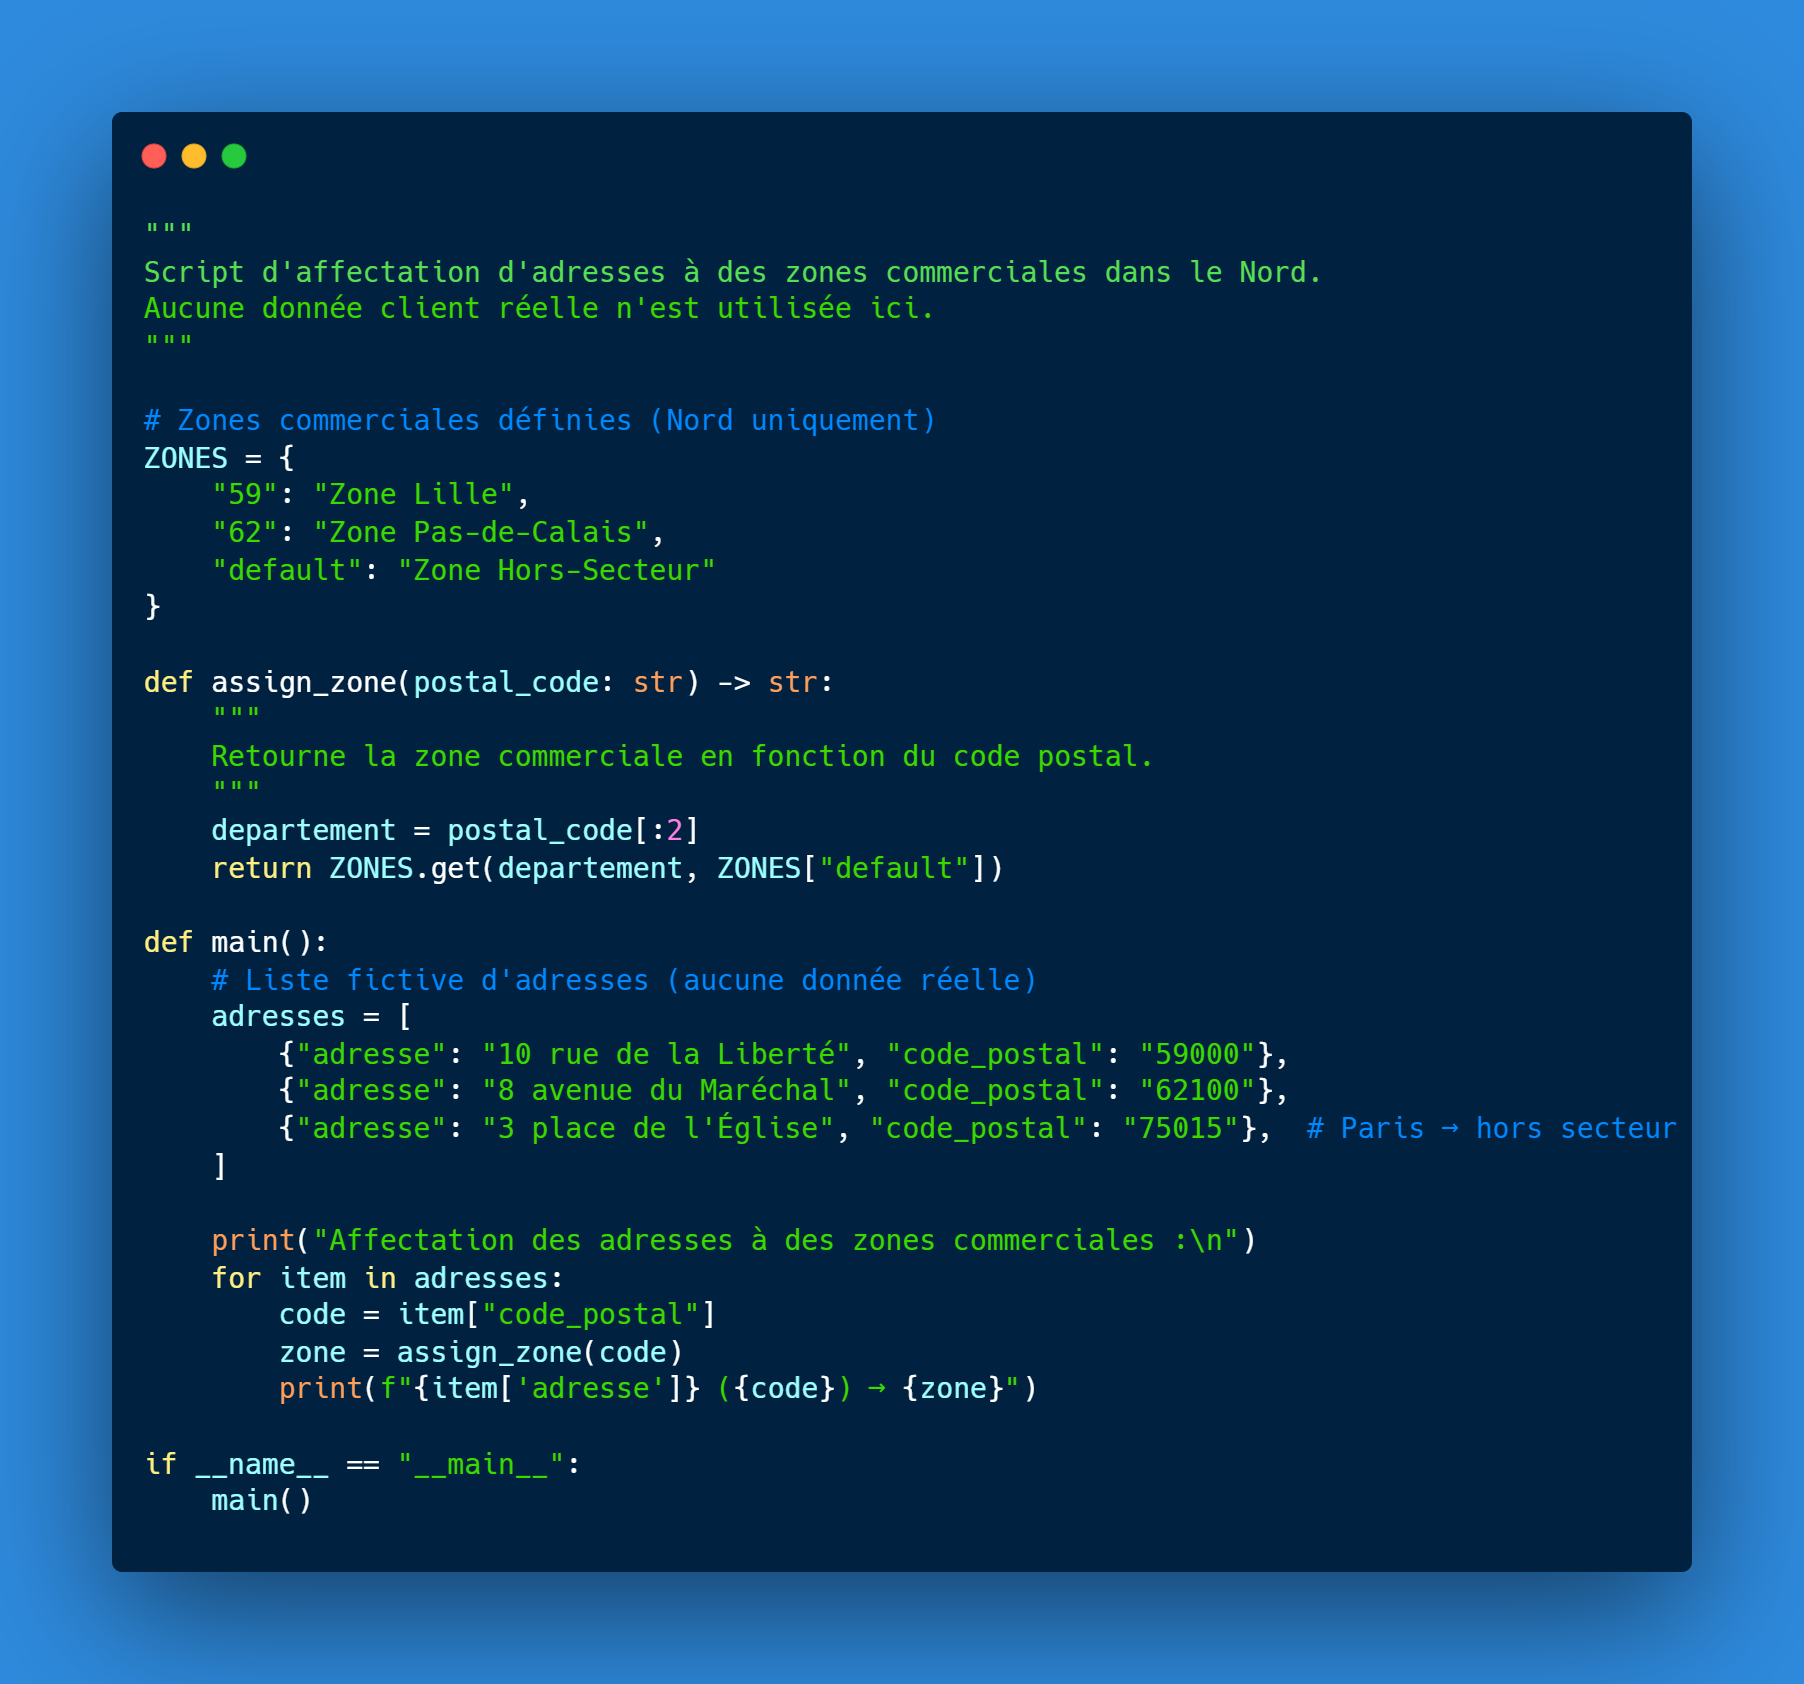 """
Script d'affectation d'adresses à des zones commerciales dans le Nord.
Aucune donnée client réelle n'est utilisée ici.
"""

# Zones commerciales définies (Nord uniquement)
ZONES = {
    "59": "Zone Lille",
    "62": "Zone Pas-de-Calais",
    "default": "Zone Hors-Secteur"
}

def assign_zone(postal_code: str) -> str:
    """
    Retourne la zone commerciale en fonction du code postal.
    """
    departement = postal_code[:2]
    return ZONES.get(departement, ZONES["default"])

def main():
    # Liste fictive d'adresses (aucune donnée réelle)
    adresses = [
        {"adresse": "10 rue de la Liberté", "code_postal": "59000"},
        {"adresse": "8 avenue du Maréchal", "code_postal": "62100"},
        {"adresse": "3 place de l'Église", "code_postal": "75015"},  # Paris → hors secteur
    ]

    print("Affectation des adresses à des zones commerciales :\n")
    for item in adresses:
        code = item["code_postal"]
        zone = assign_zone(code)
        print(f"{item['adresse']} ({code}) → {zone}")

if __name__ == "__main__":
    main()